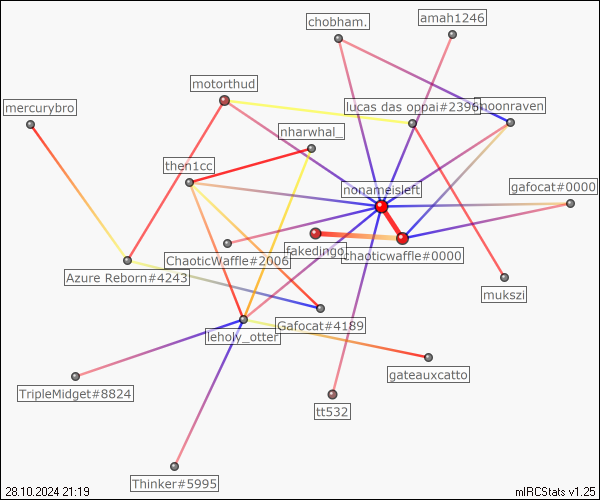 chobham.
amah1246
motorthud
mercurybro
lucas das oppai#2396
noonraven
nharwhal_
then1cc
nonameisleft
gafocat#0000
fakedingo
chaoticwaffle#0000
ChaoticWaffle#2006
Azure Reborn#4243
mukszi
Gafocat#4189
leholy_otter
gateauxcatto
TripleMidget#8824
tt532
Thinker#5995
28.10.2024 21:19
mIRCStats v1.25